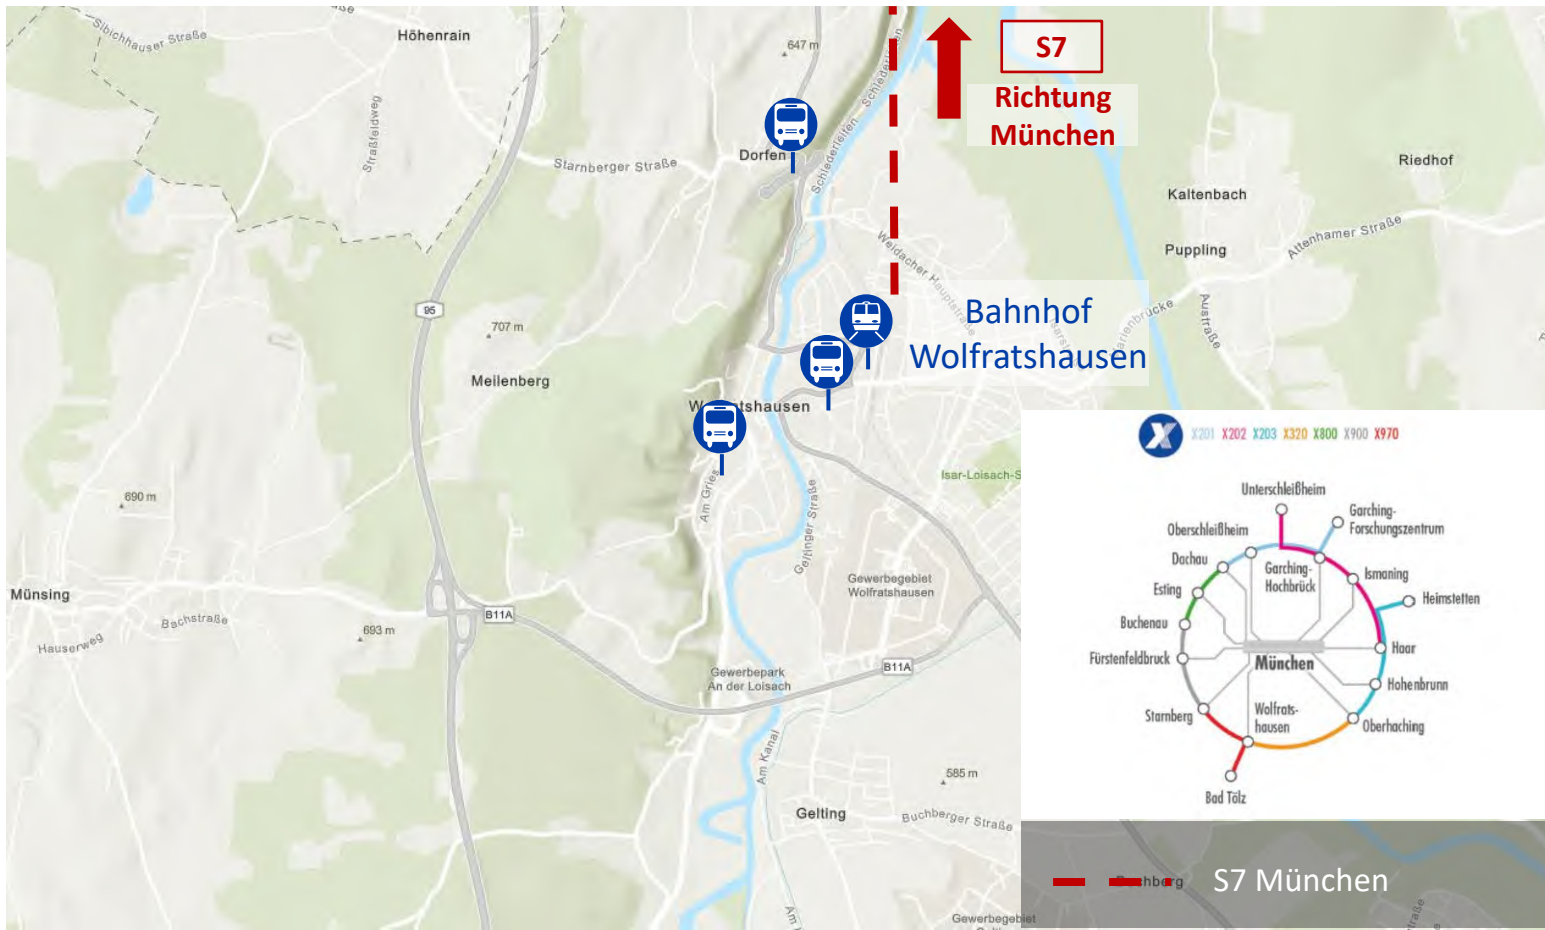 Sibichhauser Straße
Höhenrain
647 m
S7
Richtung
München
Straßfeldweg
Starnberger Straße
Dorfen
Schlederleiten
Schlederleiten
Riedhof
Kaltenbach
Puppling
Attenhamer Straße
Weidacher Hauptstraße
Austraße
95
707 m
Meilenberg
Bahnhof
Wolfratshausen
Am Gries
Geltinger Straße
Isar-Loisach-S
690 m
Münsing
Hauserweg
Bachstraße
693 m
B11A
Gewerbegebiet
Wolfratshausen
B11A
Gewerbepark
An der Loisach
Am Kanal
585 m
Gelting
Buchberger Straße
X
X201 X202 X203 X320 X800 X900 X970
Unterschleißheim
Garching-
Forschungszentrum
Oberschleißheim
Dachau
Garching-
Hochbrück
Ismaning
Esting
Heimstetten
Buchenau
Fürstenfeldbruck
München
Haar
Hohenbrunn
Starnberg
Wolfrats-
hausen
Oberhaching
Bad Tölz
S7 München
Gewerbegebiet